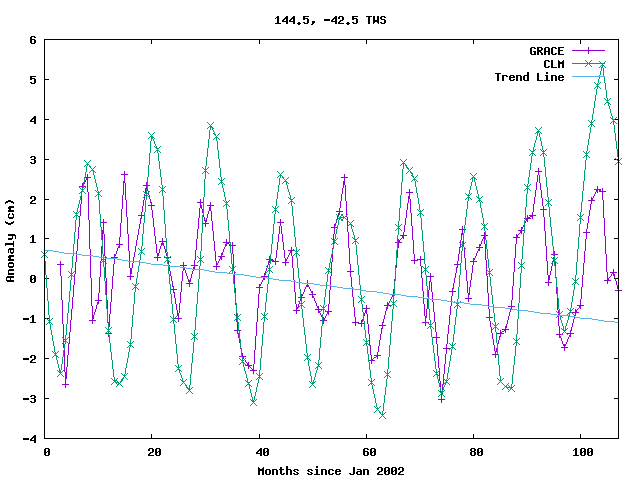 144.5, -42.5 TWS
GRACE
CLM
Trend Line
Anomaly (cm)
6
5
4
3
2
1
0
-1
-2
-3
-4
0 20 40 60 80 100
Months since Jan 2002